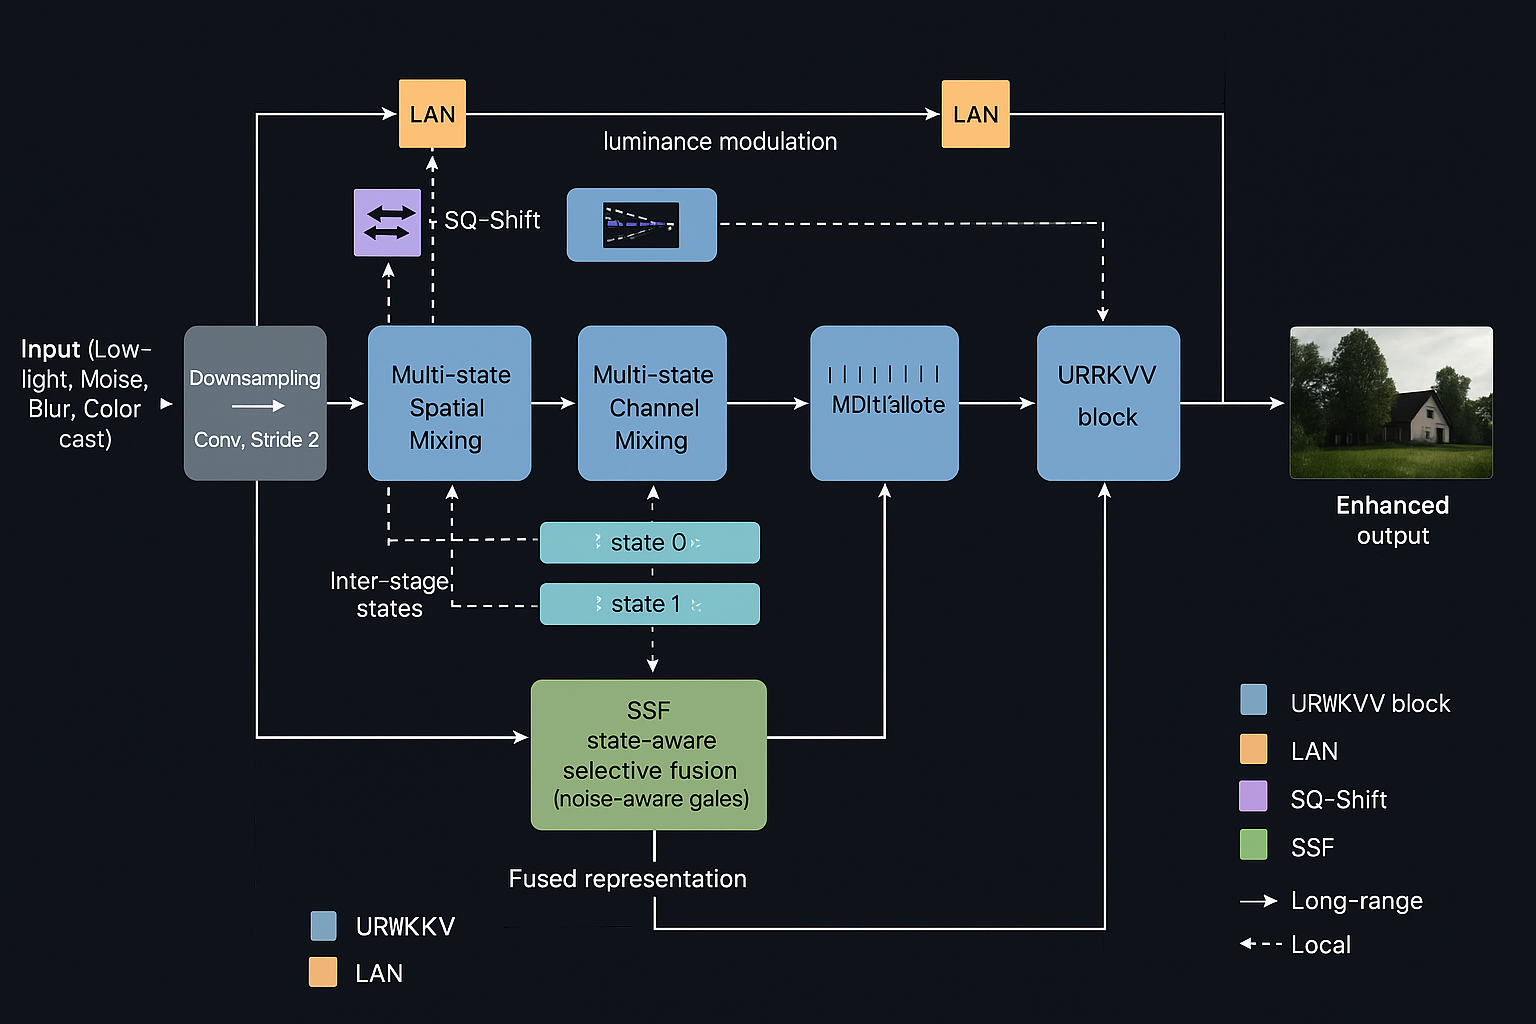 LAN
LAN
luminance modulation
SQ-Shift
Input (Low-
light, Moise,
Blur, Color
cast)
Downsampling
Conv, Stride 2
Multi-state
Spatial
Mixing
Multi-state
Channel
Mixing
URRKVV
block
Enhanced
output
state 0
Inter-stage
states
state 1
SSF
state-aware
selective fusion
(noise-aware gales)
Fused representation
URWKKV
LAN
URWKVV block
LAN
SQ-Shift
SSF
Long-range
Local